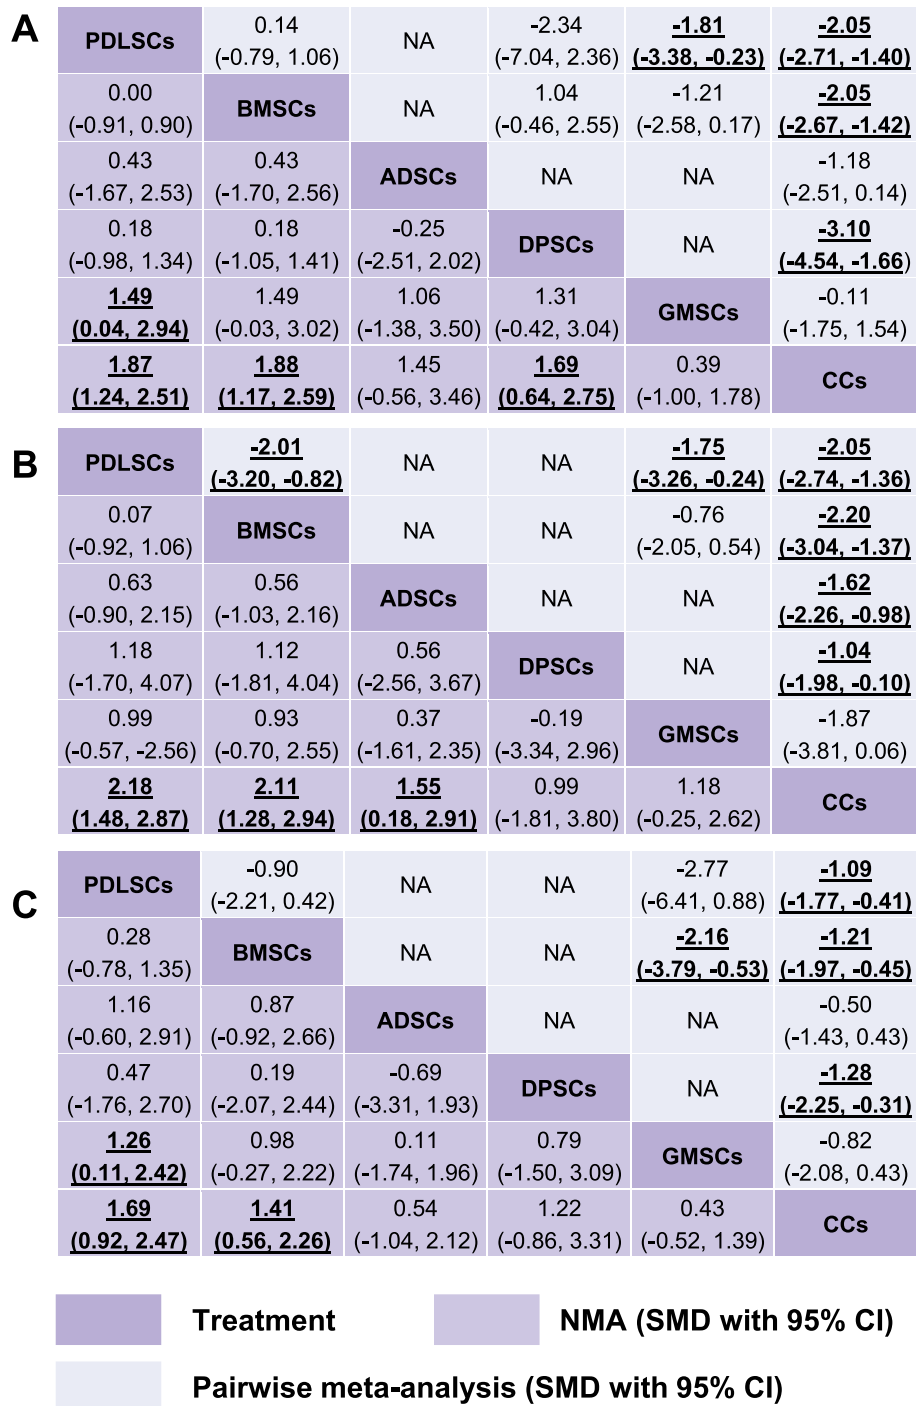 A
PDLSCs 0.14 NA -2.34 -1.81 -2.05
(-0.79, 1.06) (-7.04, 2.36) (-3.38, -0.23) (-2.71, -1.40)
0.00 BMSCs NA 1.04 -1.21 -2.05
(-0.91, 0.90) (-0.46, 2.55) (-2.58, 0.17) (-2.67, -1.42)
0.43 0.43 ADSCs NA NA -1.18
(-1.67, 2.53) (-1.70, 2.56) (-2.51, 0.14)
0.18 0.18 -0.25 DPSCs NA -3.10
(-0.98, 1.34) (-1.05, 1.41) (-2.51, 2.02) (-4.54, -1.66)
1.49 1.49 1.06 1.31 GMSCs -0.11
(0.04, 2.94) (-0.03, 3.02) (-1.38, 3.50) (-0.42, 3.04) (-1.75, 1.54)
1.87 1.88 1.45 1.69 0.39 CCs
(1.24, 2.51) (1.17, 2.59) (-0.56, 3.46) (0.64, 2.75) (-1.00, 1.78)
B
PDLSCs -2.01 NA NA -1.75 -2.05
(-3.20, -0.82) (-3.26, -0.24) (-2.74, -1.36)
0.07 BMSCs NA NA -0.76 -2.20
(-0.92, 1.06) (-2.05, 0.54) (-3.04, -1.37)
0.63 0.56 ADSCs NA NA -1.62
(-0.90, 2.15) (-1.03, 2.16) (-2.26, -0.98)
1.18 1.12 0.56 DPSCs NA -1.04
(-1.70, 4.07) (-1.81, 4.04) (-2.56, 3.67) (-1.98, -0.10)
0.99 0.93 0.37 -0.19 GMSCs -1.87
(-0.57, -2.56) (-0.70, 2.55) (-1.61, 2.35) (-3.34, 2.96) (-3.81, 0.06)
2.18 2.11 1.55 0.99 1.18 CCs
(1.48, 2.87) (1.28, 2.94) (0.18, 2.91) (-1.81, 3.80) (-0.25, 2.62)
C
PDLSCs -0.90 NA NA -2.77 -1.09
(-2.21, 0.42) (-6.41, 0.88) (-1.77, -0.41)
0.28 BMSCs NA NA -2.16 -1.21
(-0.78, 1.35) (-3.79, -0.53) (-1.97, -0.45)
1.16 0.87 ADSCs NA NA -0.50
(-0.60, 2.91) (-0.92, 2.66) (-1.43, 0.43)
0.47 0.19 -0.69 DPSCs NA -1.28
(-1.76, 2.70) (-2.07, 2.44) (-3.31, 1.93) (-2.25, -0.31)
1.26 0.98 0.11 0.79 GMSCs -0.82
(0.11, 2.42) (-0.27, 2.22) (-1.74, 1.96) (-1.50, 3.09) (-2.08, 0.43)
1.69 1.41 0.54 1.22 0.43 CCs
(0.92, 2.47) (0.56, 2.26) (-1.04, 2.12) (-0.86, 3.31) (-0.52, 1.39)
Treatment NMA (SMD with 95% CI)
Pairwise meta-analysis (SMD with 95% CI)